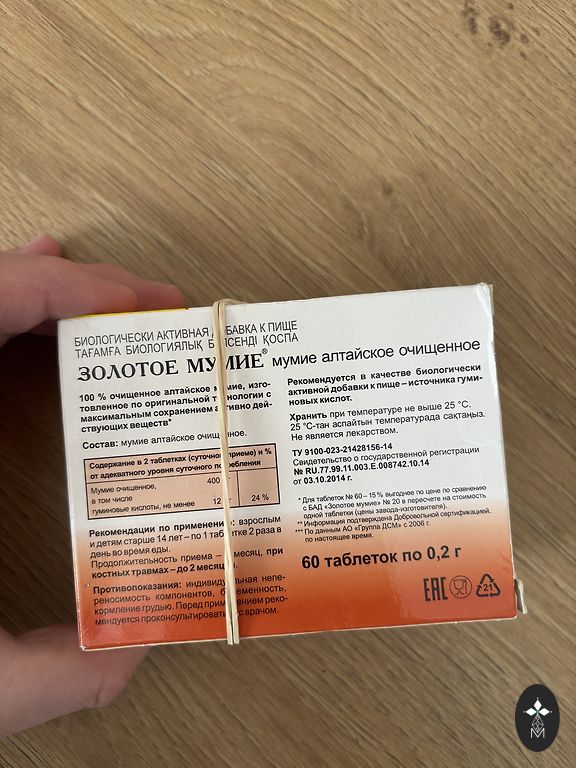 БИОЛОГИЧЕСКИ АКТИВНАЯ ДОБАВКА К ПИЩЕ
ТАҒАМҒА БИОЛОГИЯЛЫҚ БЕЛСЕНДІ ҚОСПА
ЗОЛОТОЕ МУМИЕ® мумие алтайское очищенное
100 % очищенное алтайское мумие, изго-
товленное по оригинальной технологии с
максимальным сохранением активно дей-
ствующих веществ*
Состав: мумие алтайское очищенное.
Содержание в 2 таблетках (суточном приеме) и %
от адекватного уровня суточного потребления
Мумие очищенное, 400
в том числе
гуминовые кислоты, не менее 12 24 %
Рекомендации по применению: взрослым
и детям старше 14 лет – по 1 таблетке 2 раза в
день во время еды.
Продолжительность приема – месяц, при
костных травмах – до 2 месяцев.
Противопоказания: индивидуальная непе-
реносимость компонентов, беременность,
кормление грудью. Перед применением реко-
мендуется проконсультироваться с врачом.
Рекомендуется в качестве биологически
активной добавки к пище – источника гуми-
новых кислот.
Хранить при температуре не выше 25 °С.
25 °С-тан аспайтын температурада сақтаңыз.
Не является лекарством.
ТУ 9100-023-21428156-14
Свидетельство о государственной регистрации
№ RU.77.99.11.003.Е.008742.10.14
от 03.10.2014 г.
* Для таблеток № 60 – 15 % выгоднее по цене по сравнению
с БАД «Золотое мумие» № 20 в пересчете на стоимость
одной таблетки (цены завода-изготовителя).
** Информация подтверждена Добровольной сертификацией.
*** По данным АО «Группа ДСМ» с 2006 г.
по настоящее время.
60 таблеток по 0,2 г
EAC
21
M